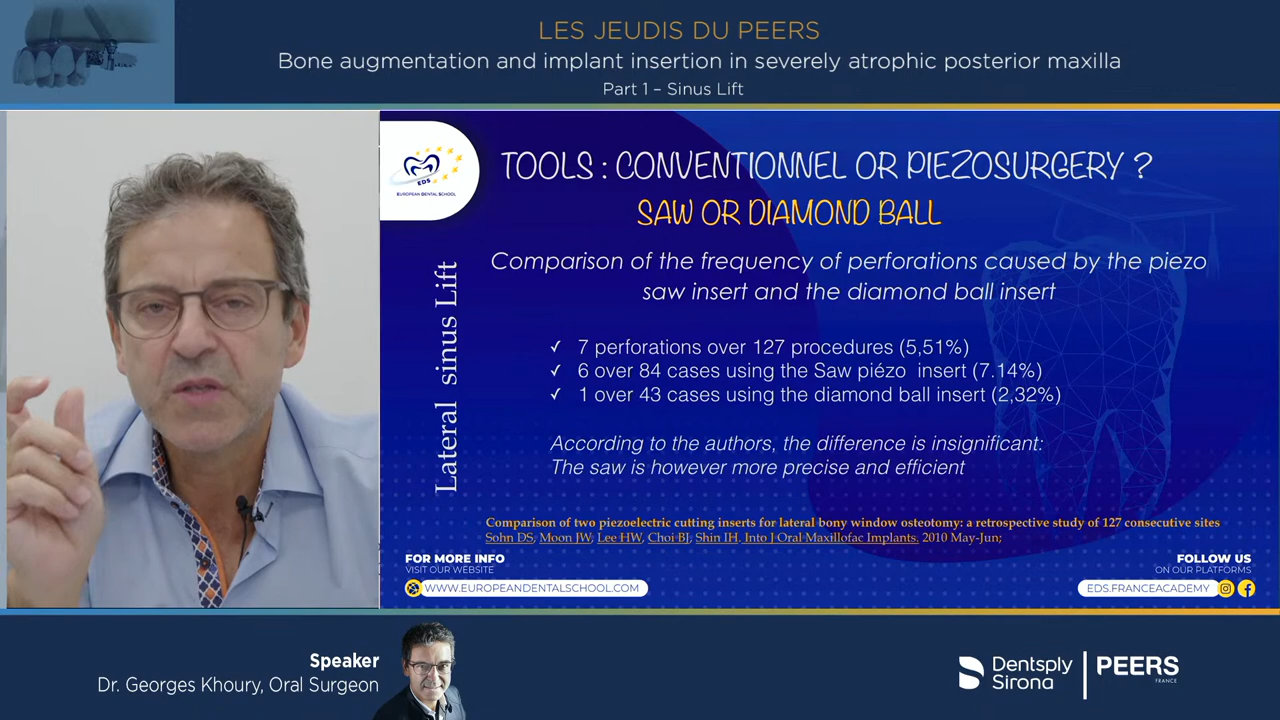 LES JEUDIS DU PEERS
Bone augmentation and implant insertion in severely atrophic posterior maxilla
Part 1 – Sinus Lift
EDS
EUROPEAN DENTAL SCHOOL
TOOLS : CONVENTIONNEL OR PIEZOSURGERY ?
SAW OR DIAMOND BALL
Lateral sinus Lift
Comparison of the frequency of perforations caused by the piezo
saw insert and the diamond ball insert
✓ 7 perforations over 127 procedures (5,51%)
✓ 6 over 84 cases using the Saw piézo insert (7.14%)
✓ 1 over 43 cases using the diamond ball insert (2,32%)
According to the authors, the difference is insignificant:
The saw is however more precise and efficient
Comparison of two piezoelectric cutting inserts for lateral bony window osteotomy: a retrospective study of 127 consecutive sites
Sohn DS, Moon JW, Lee HW, Choi BJ, Shin IH. Into J Oral Maxillofac Implants. 2010 May-Jun;
FOR MORE INFO
VISIT OUR WEBSITE
WWW.EUROPEANDENTALSCHOOL.COM
FOLLOW US
ON OUR PLATFORMS
EDS.FRANCEACADEMY
Speaker
Dr. Georges Khoury, Oral Surgeon
Dentsply
Sirona
PEERS
FRANCE